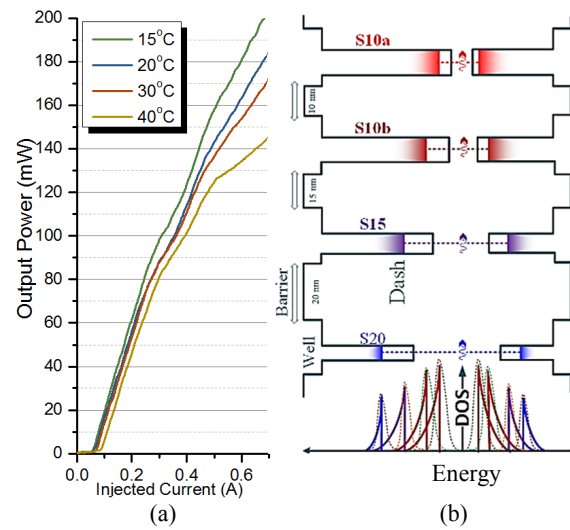 (a)
15°C
20°C
30°C
40°C
Output Power (mW)
200
180
160
140
120
100
80
60
40
20
0
0.0
0.2
0.4
0.6
Injected Current (A)
(b)
S10a
10 nm
S10b
15 nm
S15
Barrier
20 nm
Dash
S20
Well
DOS
Energy
(a)
(b)